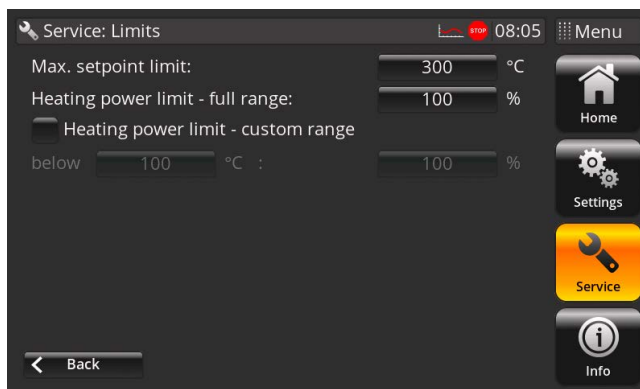 Service: Limits STOP 08:05 Menu
Max. setpoint limit: 300 °C
Heating power limit - full range: 100 %
Home
Heating power limit - custom range
below 100 °C : 100 %
Settings
Service
Back
Info